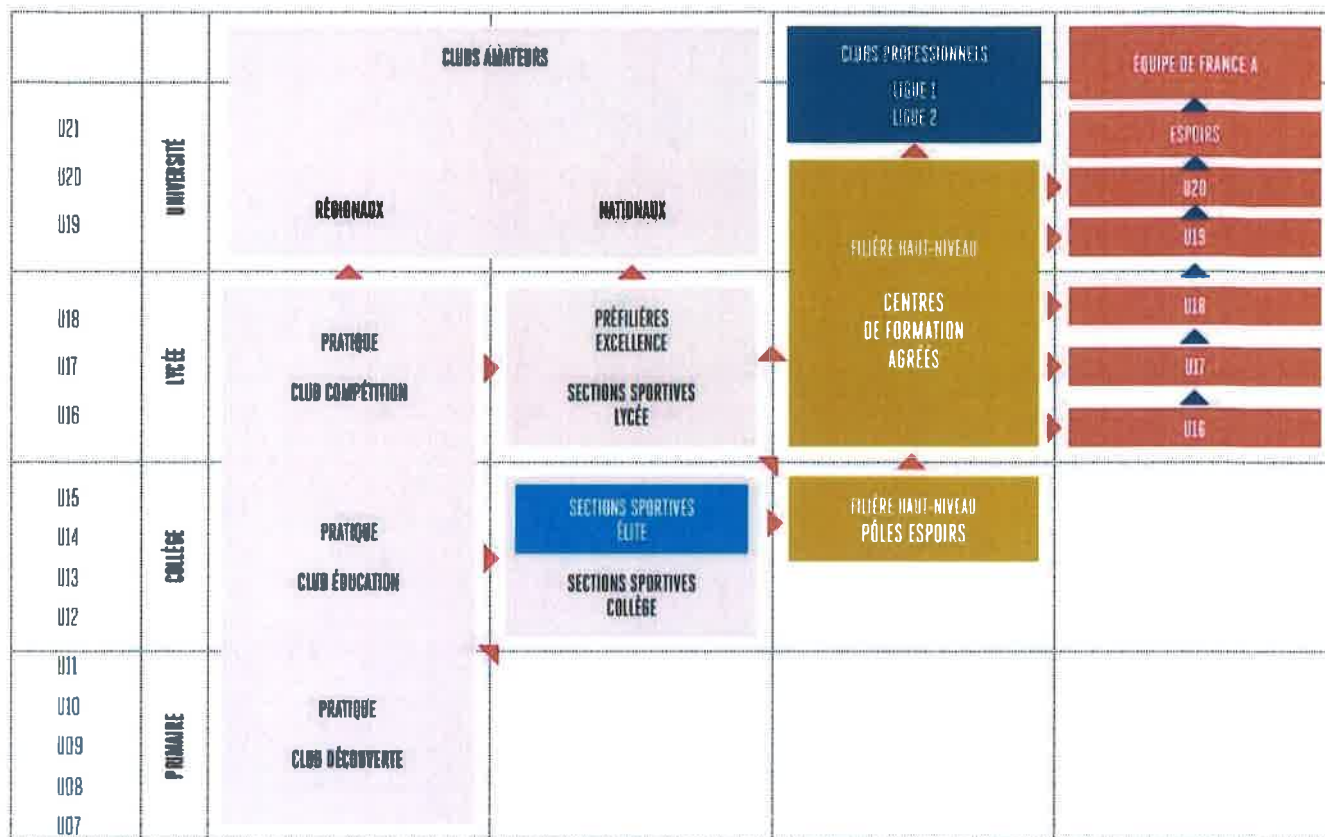 CLUBS AMATEURS
CLUBS PROFESSIONNELS
LIGUE 1
LIGUE 2
ÉQUIPE DE FRANCE A
ESPOIRS
U20
U19
U21
U20
U19
UNIVERSITÉ
RÉGIONAUX
NATIONAUX
FILIÈRE HAUT-NIVEAU
CENTRES
DE FORMATION
AGRÉÉS
U18
U17
U16
LYCÉE
PRATIQUE
CLUB COMPÉTITION
PRÉFILIÈRES
EXCELLENCE
SECTIONS SPORTIVES
LYCÉE
U18
U17
U16
U15
U14
U13
U12
COLLÈGE
PRATIQUE
CLUB ÉDUCATION
SECTIONS SPORTIVES
ÉLITE
SECTIONS SPORTIVES
COLLÈGE
FILIÈRE HAUT-NIVEAU
PÔLES ESPOIRS
U11
U10
U09
U08
U07
PRIMAIRE
PRATIQUE
CLUB DÉCOUVERTE